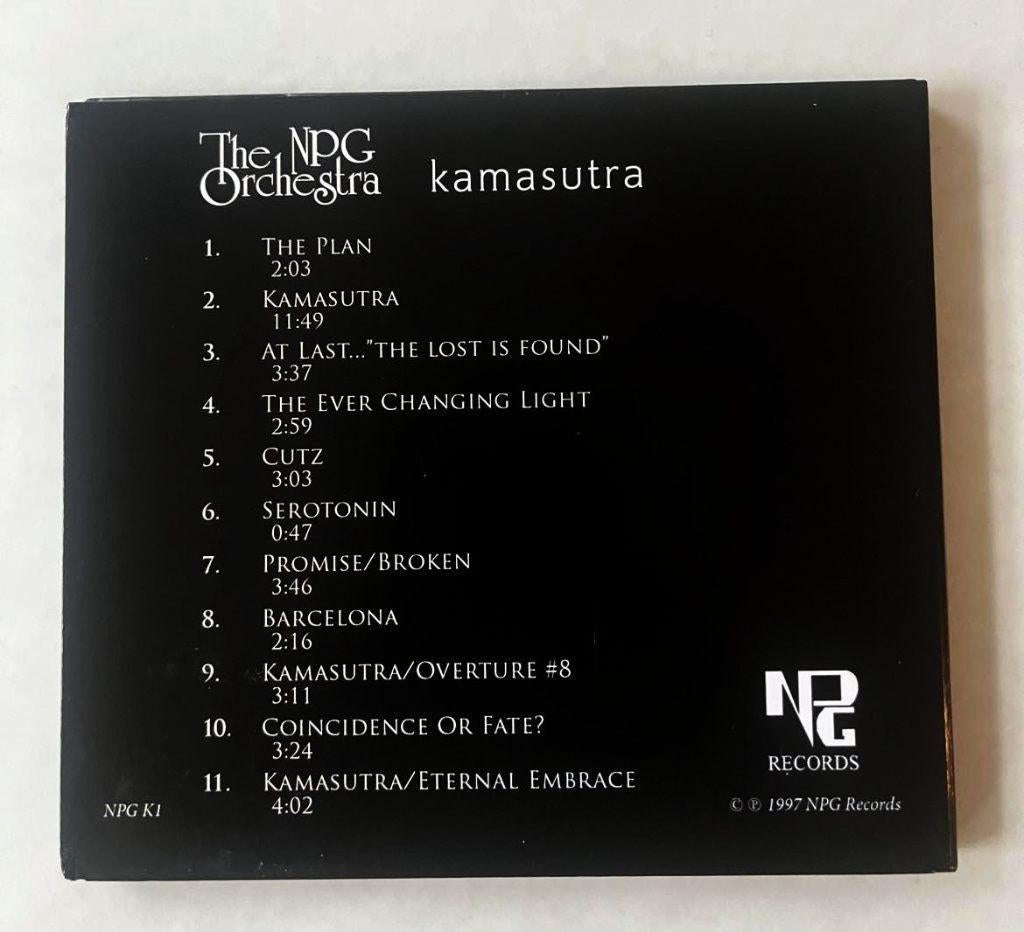 The NPG
Orchestra
kamasutra
1. THE PLAN
2:03
2. KAMASUTRA
11:49
3. AT LAST..."THE LOST IS FOUND"
3:37
4. THE EVER CHANGING LIGHT
2:59
5. CUTZ
3:03
6. SEROTONIN
0:47
7. PROMISE/BROKEN
3:46
8. BARCELONA
2:16
9. KAMASUTRA/OVERTURE #8
3:11
10. COINCIDENCE OR FATE?
3:24
11. KAMASUTRA/ETERNAL EMBRACE
4:02
NPG K1
NPG
RECORDS
© ℗ 1997 NPG Records